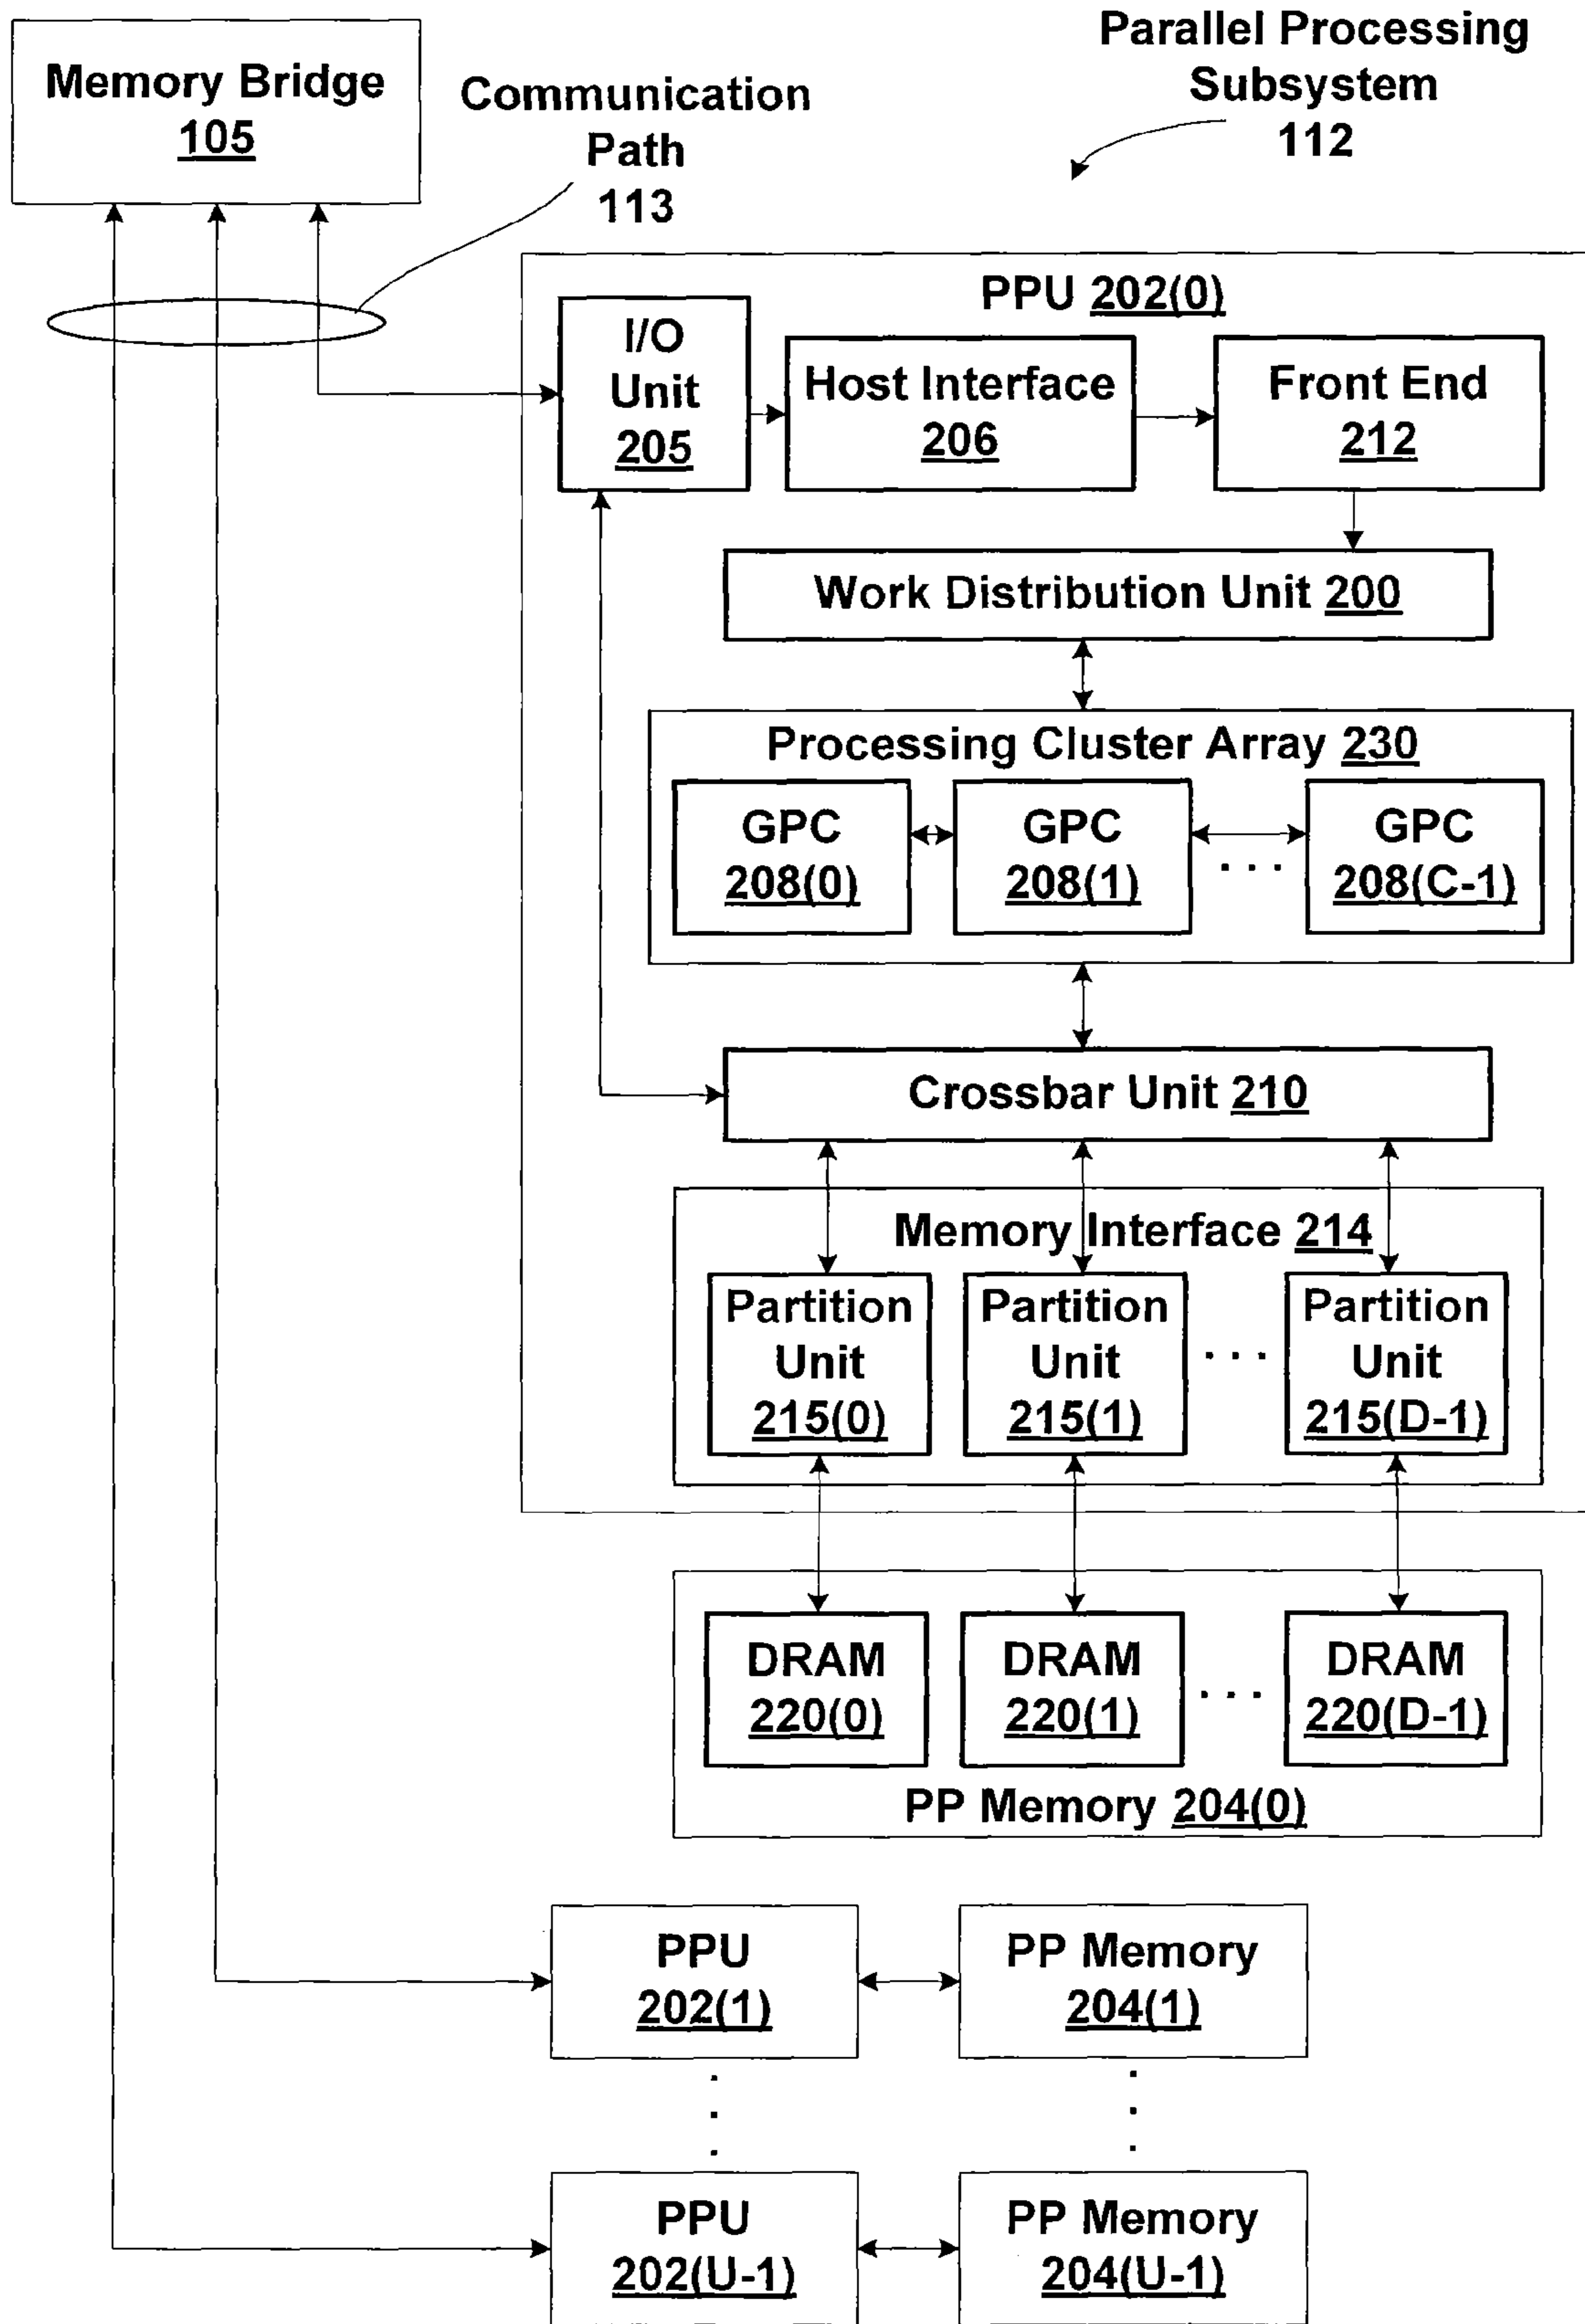 Parallel Processing
Subsystem
112
Memory Bridge
105
Communication
Path
113
PPU 202(0)
I/O
Unit
205
Host Interface
206
Front End
212
Work Distribution Unit 200
Processing Cluster Array 230
GPC
208(0)
GPC
208(1)
. . .
GPC
208(C-1)
Crossbar Unit 210
Memory Interface 214
Partition
Unit
215(0)
Partition
Unit
215(1)
. . .
Partition
Unit
215(D-1)
DRAM
220(0)
DRAM
220(1)
. . .
DRAM
220(D-1)
PP Memory 204(0)
PPU
202(1)
PP Memory
204(1)
PPU
202(U-1)
PP Memory
204(U-1)